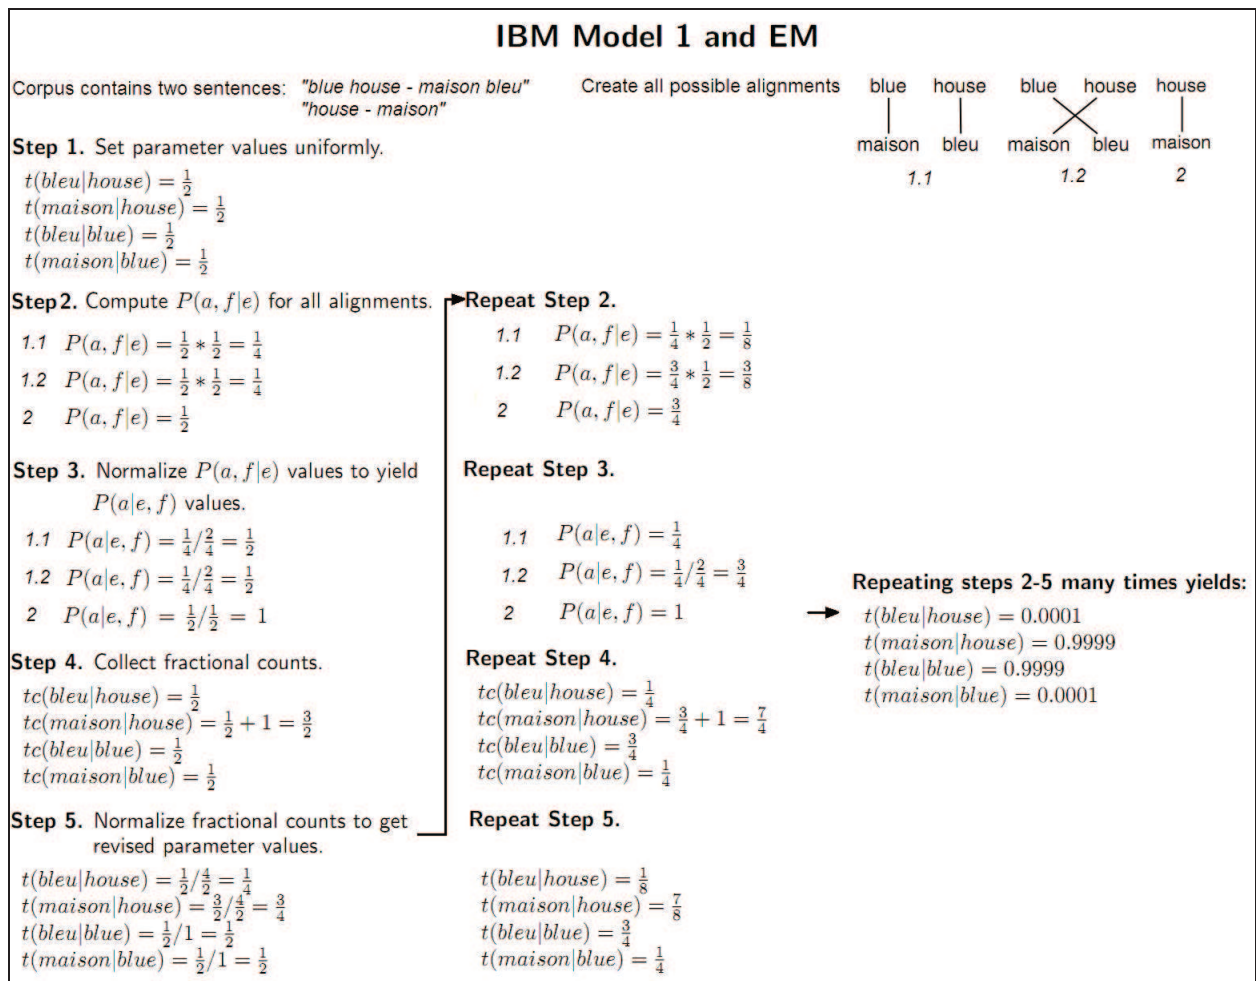 IBM Model 1 and EM
Corpus contains two sentences: "blue house - maison bleu"
"house - maison"
Create all possible alignments
blue house blue house house
maison bleu maison bleu maison
1.1 1.2 2
Step 1. Set parameter values uniformly.
t(bleu|house) = 1/2
t(maison|house) = 1/2
t(bleu|blue) = 1/2
t(maison|blue) = 1/2
Step2. Compute P(a, f|e) for all alignments.
1.1 P(a, f|e) = 1/2 * 1/2 = 1/4
1.2 P(a, f|e) = 1/2 * 1/2 = 1/4
2 P(a, f|e) = 1/2
Step 3. Normalize P(a, f|e) values to yield
P(a|e, f) values.
1.1 P(a|e, f) = 1/4/2/4 = 1/2
1.2 P(a|e, f) = 1/4/2/4 = 1/2
2 P(a|e, f) = 1/2/1/2 = 1
Step 4. Collect fractional counts.
tc(bleu|house) = 1/2
tc(maison|house) = 1/2 + 1 = 3/2
tc(bleu|blue) = 1/2
tc(maison|blue) = 1/2
Step 5. Normalize fractional counts to get
revised parameter values.
t(bleu|house) = 1/2/4/2 = 1/4
t(maison|house) = 3/2/4/2 = 3/4
t(bleu|blue) = 1/2/1 = 1/2
t(maison|blue) = 1/2/1 = 1/2
Repeat Step 2.
1.1 P(a, f|e) = 1/4 * 1/2 = 1/8
1.2 P(a, f|e) = 3/4 * 1/2 = 3/8
2 P(a, f|e) = 3/4
Repeat Step 3.
1.1 P(a|e, f) = 1/4
1.2 P(a|e, f) = 1/4/2/4 = 3/4
2 P(a|e, f) = 1
Repeat Step 4.
tc(bleu|house) = 1/4
tc(maison|house) = 3/4 + 1 = 7/4
tc(bleu|blue) = 3/4
tc(maison|blue) = 1/4
Repeat Step 5.
t(bleu|house) = 1/8
t(maison|house) = 7/8
t(bleu|blue) = 3/4
t(maison|blue) = 1/4
Repeating steps 2-5 many times yields:
t(bleu|house) = 0.0001
t(maison|house) = 0.9999
t(bleu|blue) = 0.9999
t(maison|blue) = 0.0001